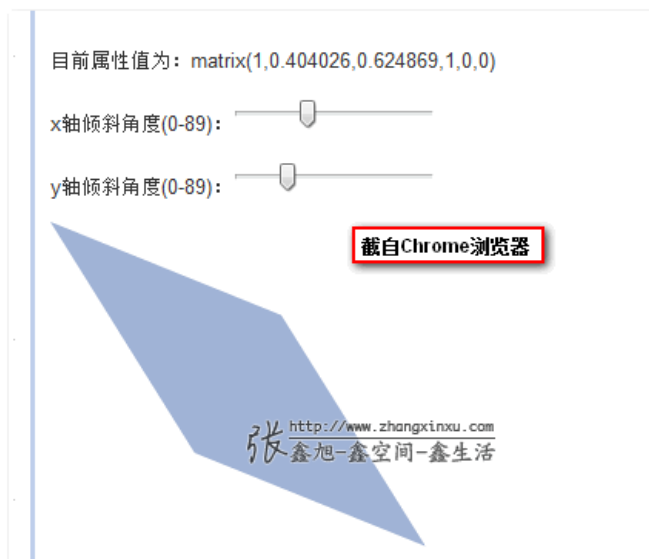 目前属性值为：matrix(1,0.404026,0.624869,1,0,0)
x轴倾斜角度(0-89)：
y轴倾斜角度(0-89)：
截自Chrome浏览器
张
http://www.zhangxinxu.com
鑫旭-鑫空间-鑫生活